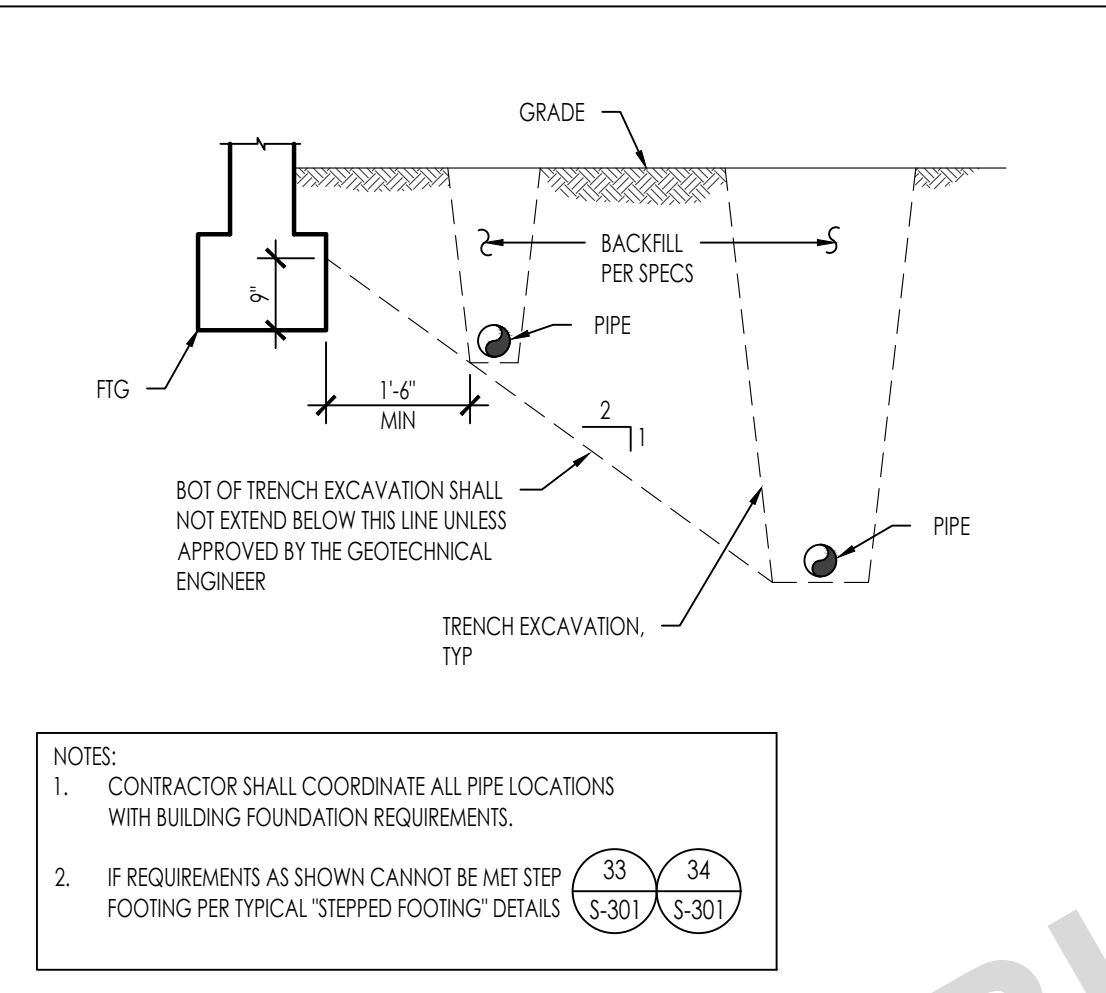 GRADE
BACKFILL
PER SPECS
9"
PIPE
FTG
1'-6"
MIN
2
1
BOT OF TRENCH EXCAVATION SHALL
NOT EXTEND BELOW THIS LINE UNLESS
APPROVED BY THE GEOTECHNICAL
ENGINEER
PIPE
TRENCH EXCAVATION,
TYP
NOTES:
1. CONTRACTOR SHALL COORDINATE ALL PIPE LOCATIONS
WITH BUILDING FOUNDATION REQUIREMENTS.
2. IF REQUIREMENTS AS SHOWN CANNOT BE MET STEP
FOOTING PER TYPICAL "STEPPED FOOTING" DETAILS
33 34
S-301 S-301